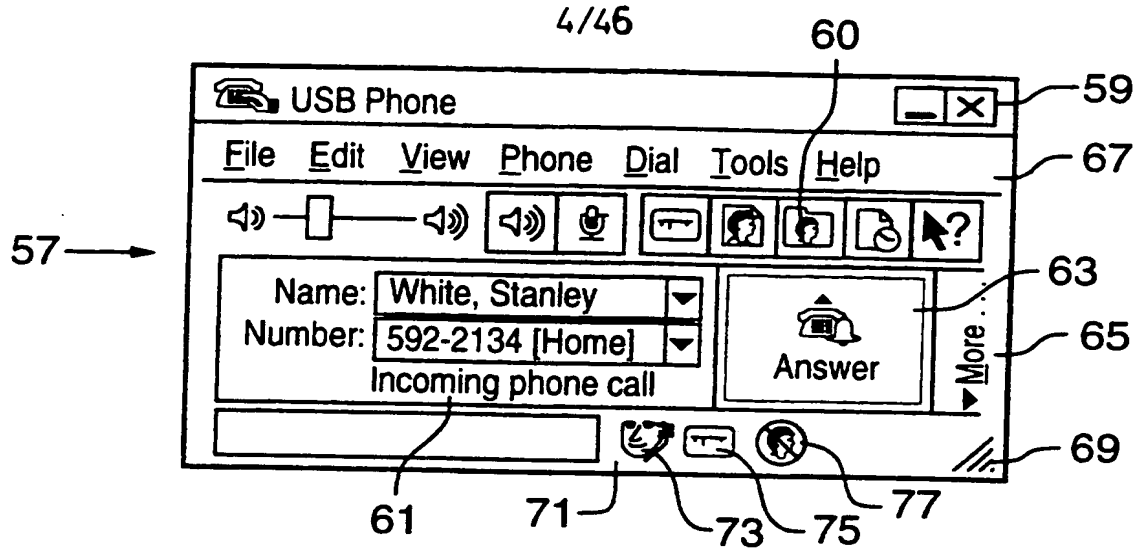 4/46
60
USB Phone
59
File Edit View Phone Dial Tools Help
67
?
57
Name: White, Stanley
63
Number: 592-2134 [Home]
Incoming phone call
Answer
More...
65
69
61
71
73
75
77